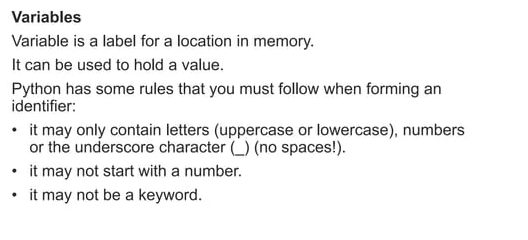 Variables
Variable is a label for a location in memory.
It can be used to hold a value.
Python has some rules that you must follow when forming an
identifier:
• it may only contain letters (uppercase or lowercase), numbers
or the underscore character (_) (no spaces!).
• it may not start with a number.
• it may not be a keyword.